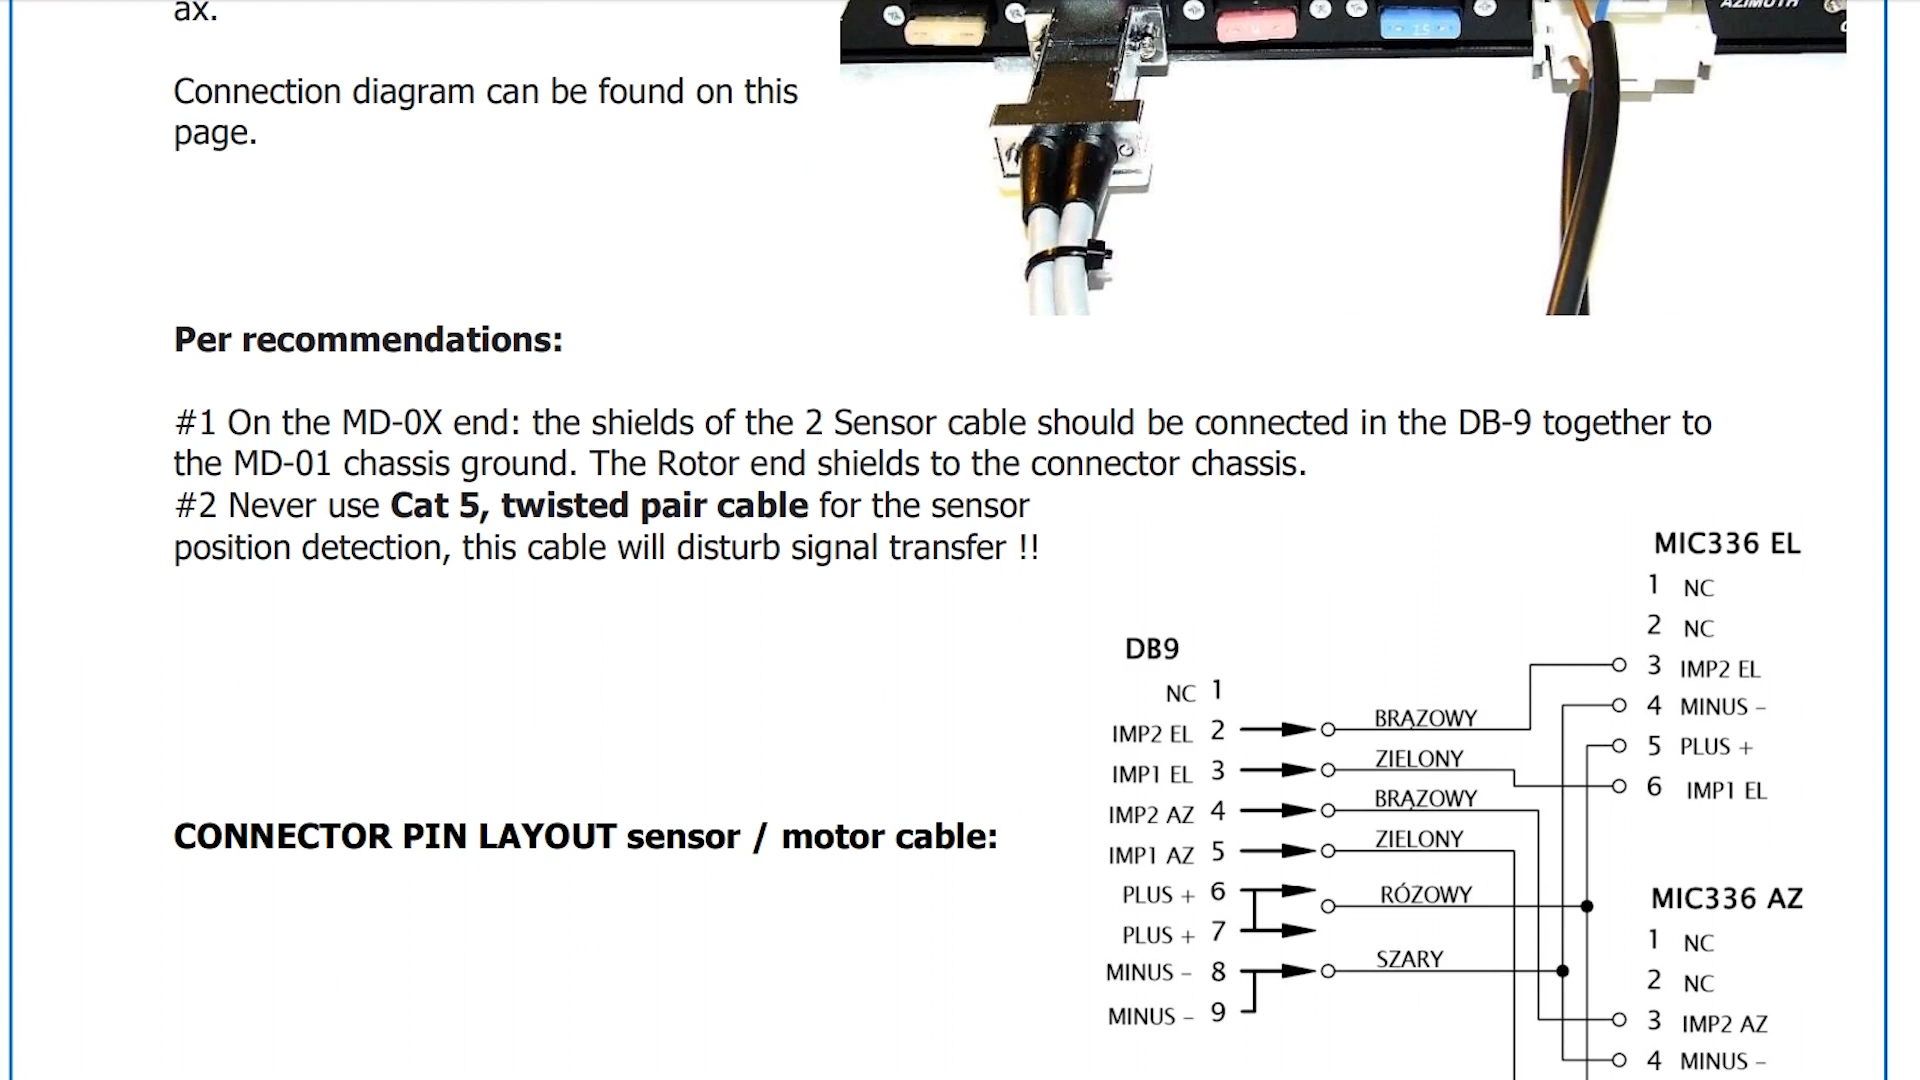 ax.
AZIMUTH
Connection diagram can be found on this
page.
Per recommendations:
#1 On the MD-0X end: the shields of the 2 Sensor cable should be connected in the DB-9 together to
the MD-01 chassis ground. The Rotor end shields to the connector chassis.
#2 Never use Cat 5, twisted pair cable for the sensor
position detection, this cable will disturb signal transfer !!
CONNECTOR PIN LAYOUT sensor / motor cable:
DB9
NC 1
IMP2 EL 2
IMP1 EL 3
IMP2 AZ 4
IMP1 AZ 5
PLUS + 6
PLUS + 7
MINUS – 8
MINUS – 9
BRĄZOWY
ZIELONY
BRĄZOWY
ZIELONY
RÓZOWY
SZARY
MIC336 EL
1 NC
2 NC
3 IMP2 EL
4 MINUS –
5 PLUS +
6 IMP1 EL
MIC336 AZ
1 NC
2 NC
3 IMP2 AZ
4 MINUS –